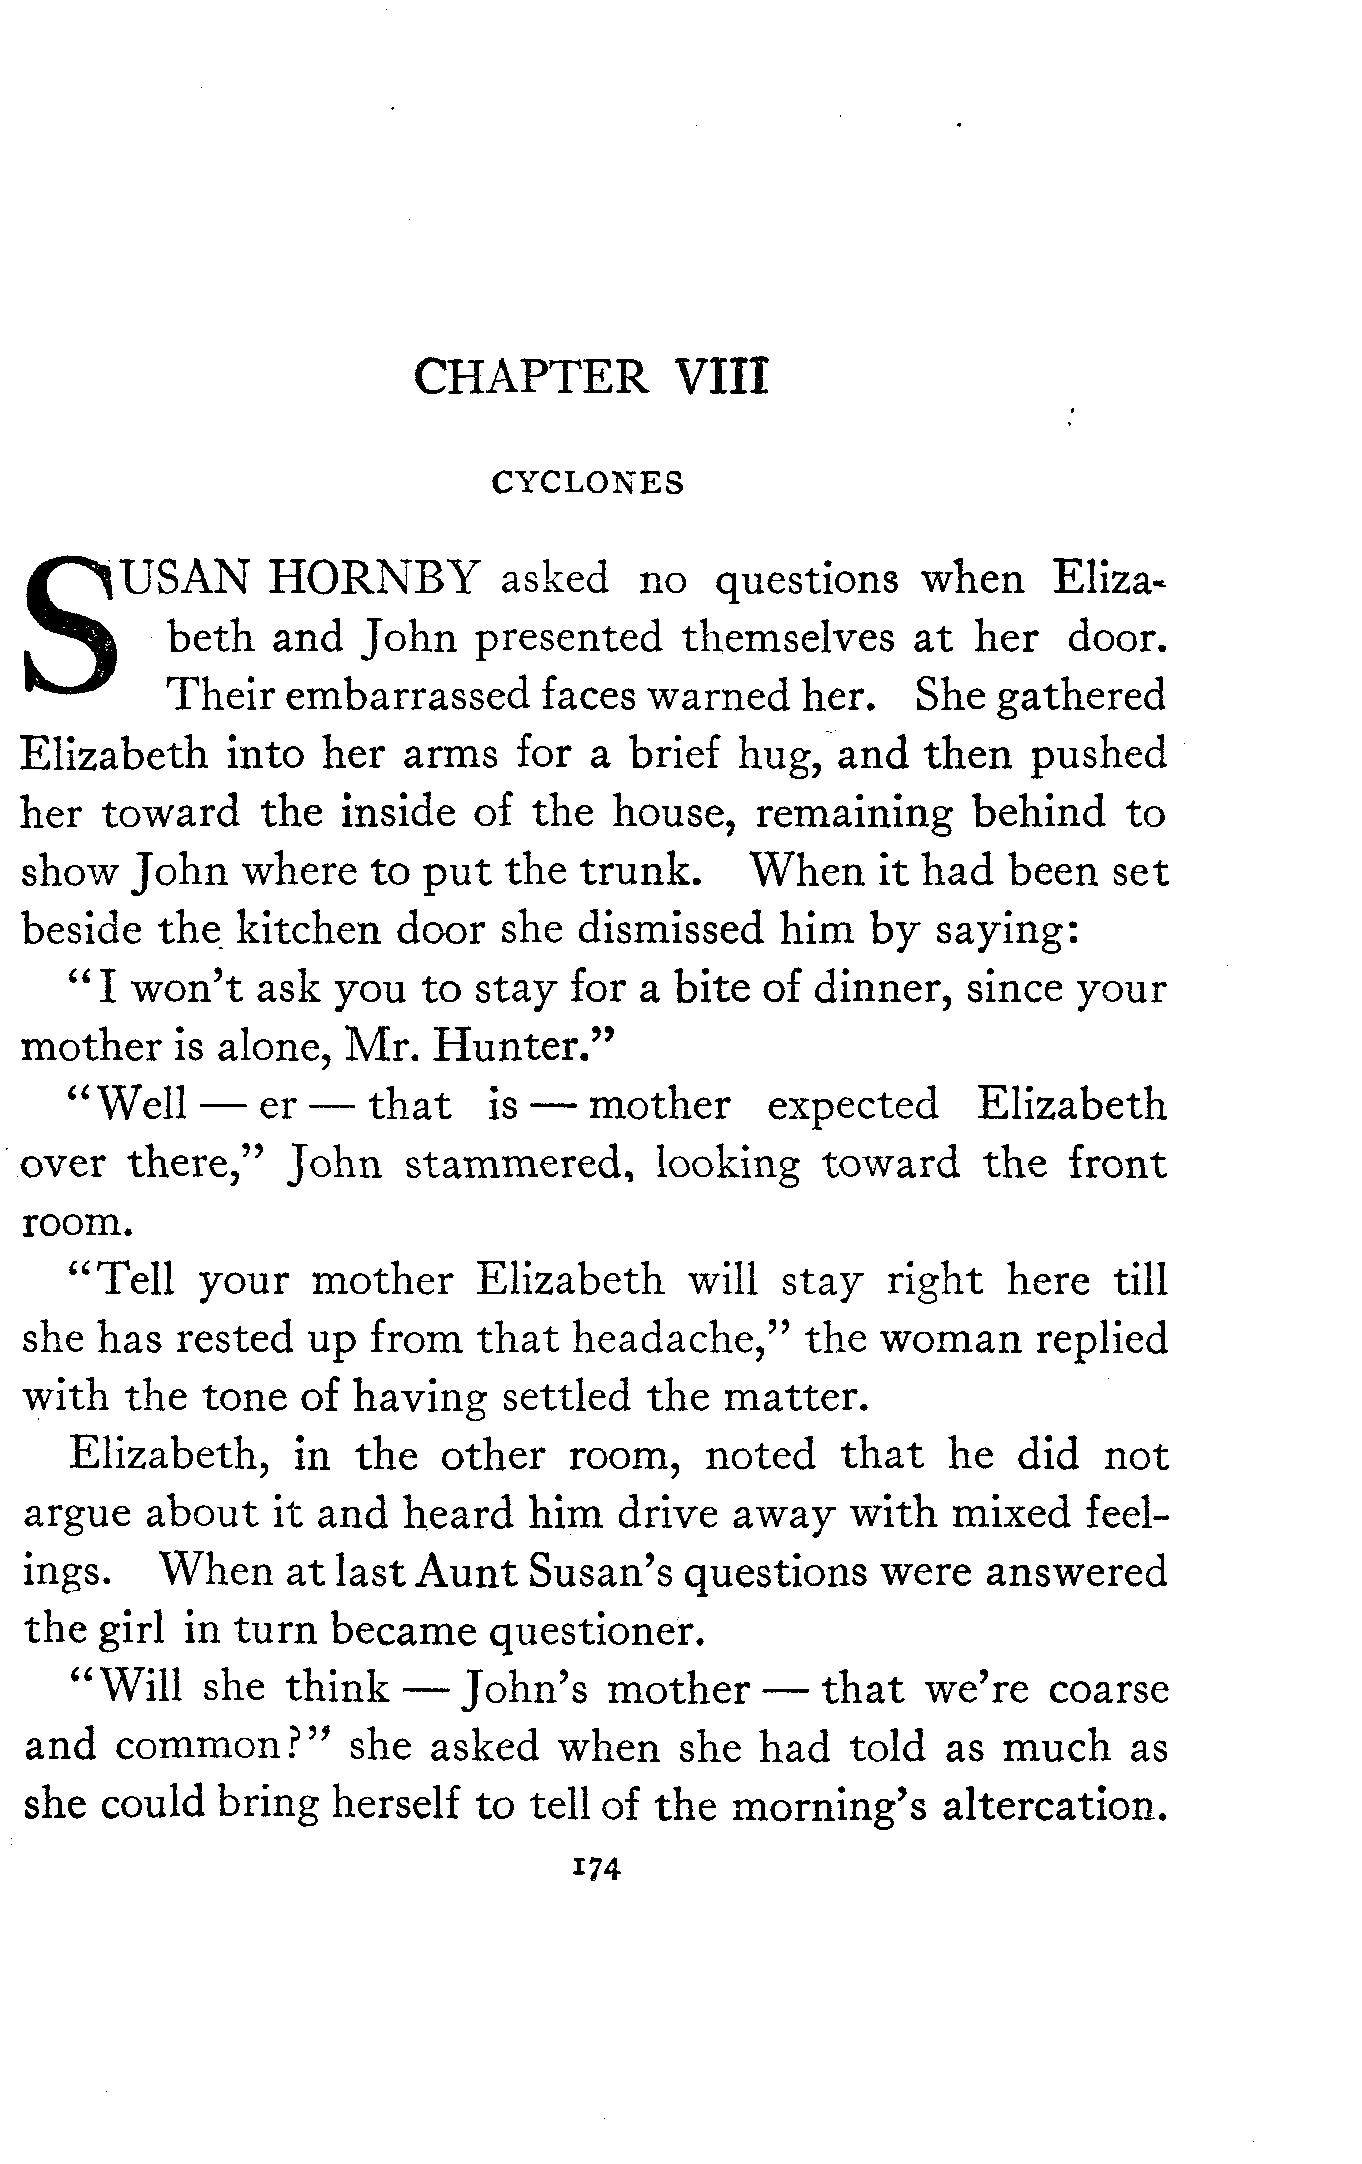 CHAPTER VIII
CYCLONES
SUSAN HORNBY asked no questions when Eliza-
beth and John presented themselves at her door.
Their embarrassed faces warned her. She gathered
Elizabeth into her arms for a brief hug, and then pushed
her toward the inside of the house, remaining behind to
show John where to put the trunk. When it had been set
beside the kitchen door she dismissed him by saying:
“I won’t ask you to stay for a bite of dinner, since your
mother is alone, Mr. Hunter.”
“Well — er — that is — mother expected Elizabeth
over there,” John stammered, looking toward the front
room.
“Tell your mother Elizabeth will stay right here till
she has rested up from that headache,” the woman replied
with the tone of having settled the matter.
Elizabeth, in the other room, noted that he did not
argue about it and heard him drive away with mixed feel-
ings. When at last Aunt Susan’s questions were answered
the girl in turn became questioner.
“Will she think — John’s mother — that we’re coarse
and common?” she asked when she had told as much as
she could bring herself to tell of the morning’s altercation.
174